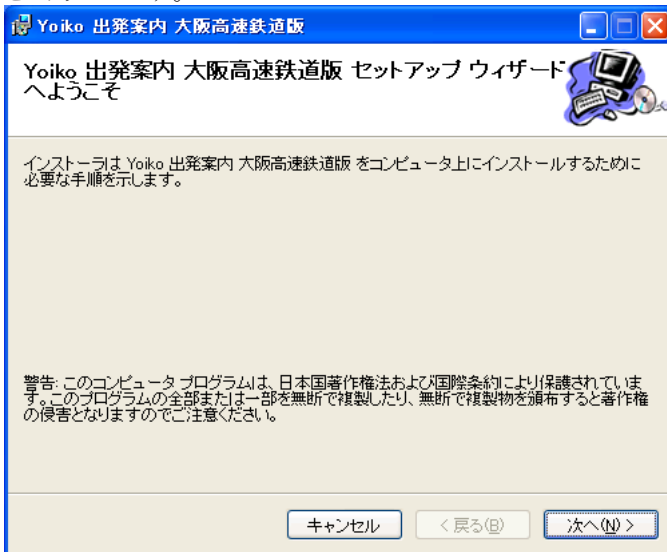 Yoiko 出発案内 大阪高速鉄道版
Yoiko 出発案内 大阪高速鉄道版 セットアップ ウィザード
へようこそ
インストーラは Yoiko 出発案内 大阪高速鉄道版 をコンピュータ上にインストールするために
必要な手順を示します。
警告: このコンピュータ プログラムは、日本国著作権法および国際条約により保護されていま
す。このプログラムの全部または一部を無断で複製したり、無断で複製物を頒布すると著作権
の侵害となりますのでご注意ください。
キャンセル < 戻る(B) 次へ(N) >